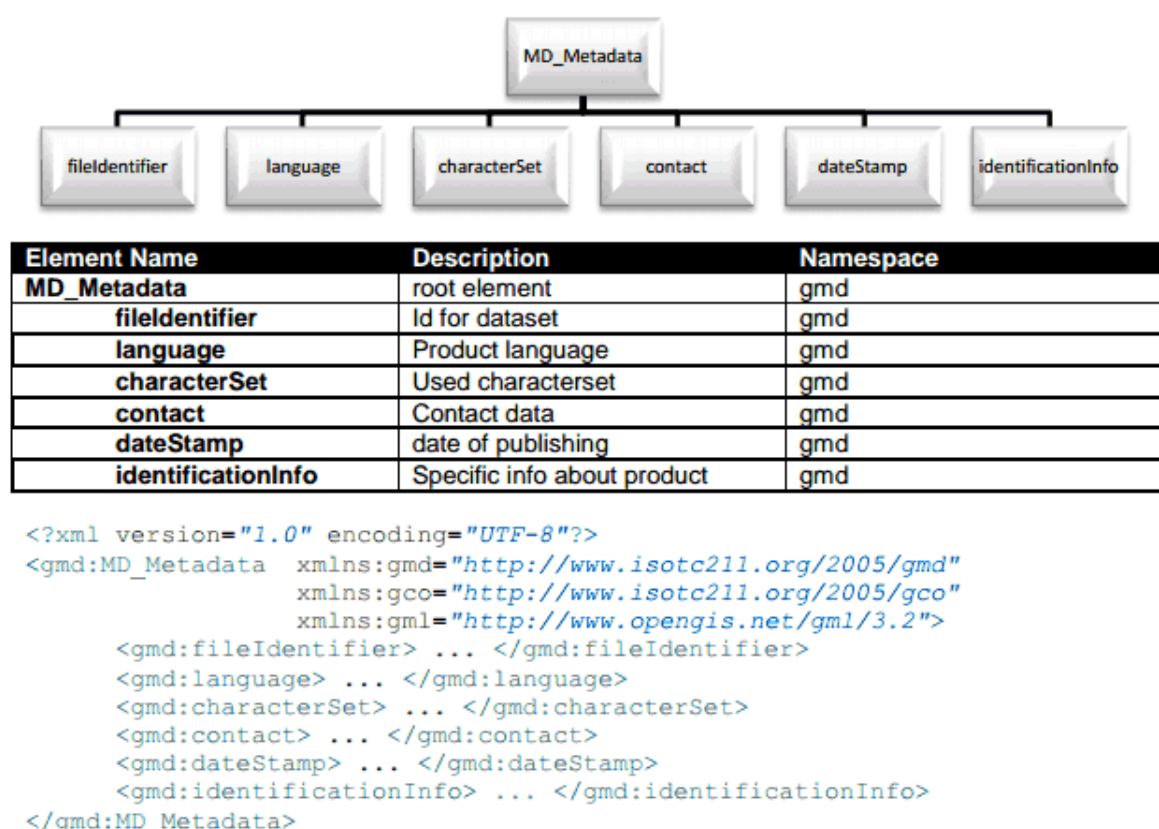 MD_Metadata
fileIdentifier language characterSet contact dateStamp identificationInfo
Element Name Description Namespace
MD_Metadata root element gmd
fileIdentifier Id for dataset gmd
language Product language gmd
characterSet Used characterset gmd
contact Contact data gmd
dateStamp date of publishing gmd
identificationInfo Specific info about product gmd
<?xml version="1.0" encoding="UTF-8"?>
<gmd:MD_Metadata xmlns:gmd="http://www.isotc211.org/2005/gmd"
xmlns:gco="http://www.isotc211.org/2005/gco"
xmlns:gml="http://www.opengis.net/gml/3.2">
<gmd:fileIdentifier> ... </gmd:fileIdentifier>
<gmd:language> ... </gmd:language>
<gmd:characterSet> ... </gmd:characterSet>
<gmd:contact> ... </gmd:contact>
<gmd:dateStamp> ... </gmd:dateStamp>
<gmd:identificationInfo> ... </gmd:identificationInfo>
</gmd:MD_Metadata>